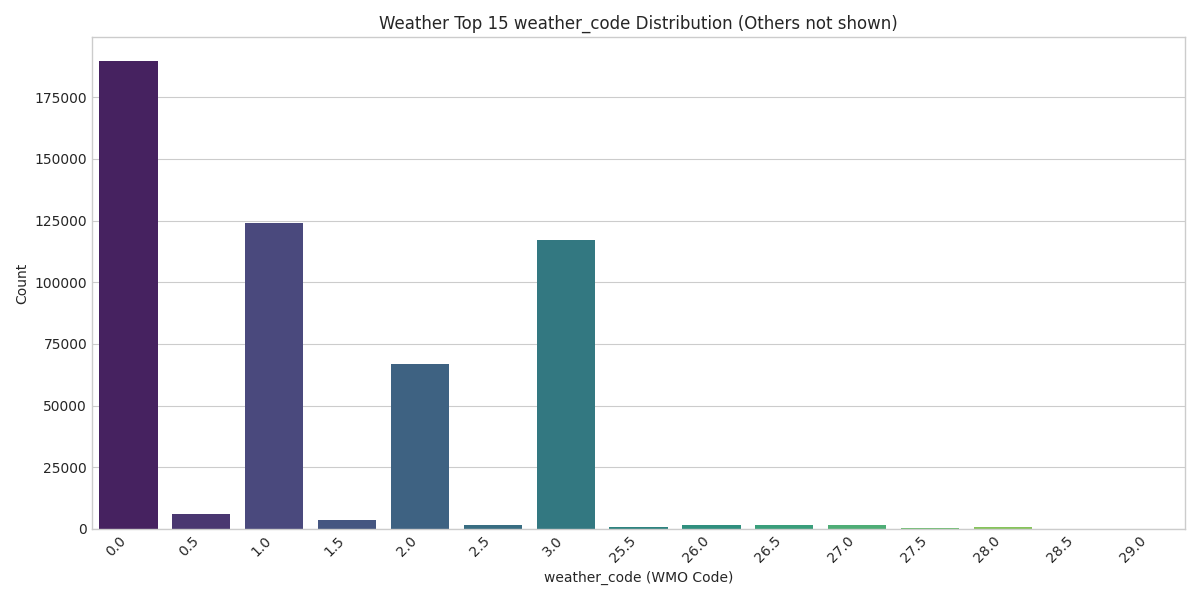 Weather Top 15 weather_code Distribution (Others not shown)
175000
150000
125000
100000
75000
50000
25000
0
Count
0.0 0.5 1.0 1.5 2.0 2.5 3.0 25.5 26.0 26.5 27.0 27.5 28.0 28.5 29.0
weather_code (WMO Code)